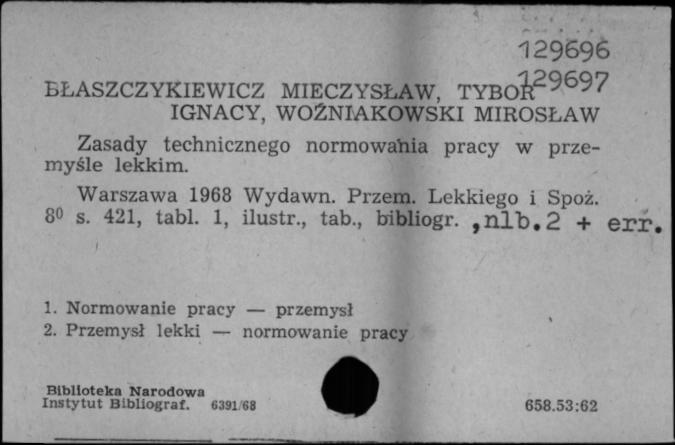 129696
129697
BŁASZCZYKIEWICZ MIECZYSŁAW, TYBOR
IGNACY, WOŹNIAKOWSKI MIROSŁAW
Zasady technicznego normowania pracy w prze-
myśle lekkim.
Warszawa 1968 Wydawn. Przem. Lekkiego i Spoż.
8⁰ s. 421, tabl. 1, ilustr., tab., bibliogr. ,nlb.2 + err.
1. Normowanie pracy — przemysł
2. Przemysł lekki — normowanie pracy
Biblioteka Narodowa
Instytut Bibliograf. 6391/68
658.53:62